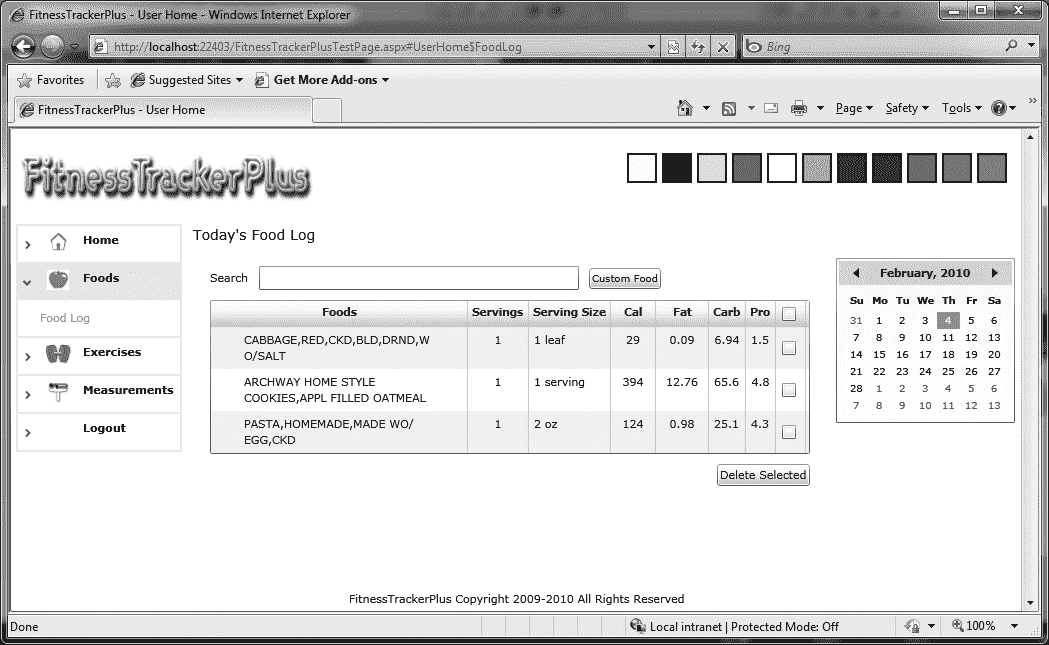 FitnessTrackerPlus - User Home - Windows Internet Explorer
http://localhost:22403/FitnessTrackerPlusTestPage.aspx#UserHome$FoodLog
Bing
Favorites Suggested Sites Get More Add-ons
FitnessTrackerPlus - User Home Page Safety Tools
FitnessTrackerPlus
Home
Foods
Food Log
Exercises
Measurements
Logout
Today's Food Log
Search Custom Food
Foods Servings Serving Size Cal Fat Carb Pro
CABBAGE,RED,CKD,BLD,DRND,W 1 1 leaf 29 0.09 6.94 1.5
O/SALT
ARCHWAY HOME STYLE 1 1 serving 394 12.76 65.6 4.8
COOKIES,APPL FILLED OATMEAL
PASTA,HOMEMADE,MADE WO/ 1 2 oz 124 0.98 25.1 4.3
EGG,CKD
Delete Selected
February, 2010
Su Mo Tu We Th Fr Sa
31 1 2 3 4 5 6
7 8 9 10 11 12 13
14 15 16 17 18 19 20
21 22 23 24 25 26 27
28 1 2 3 4 5 6
7 8 9 10 11 12 13
FitnessTrackerPlus Copyright 2009-2010 All Rights Reserved
Done Local intranet | Protected Mode: Off 100%